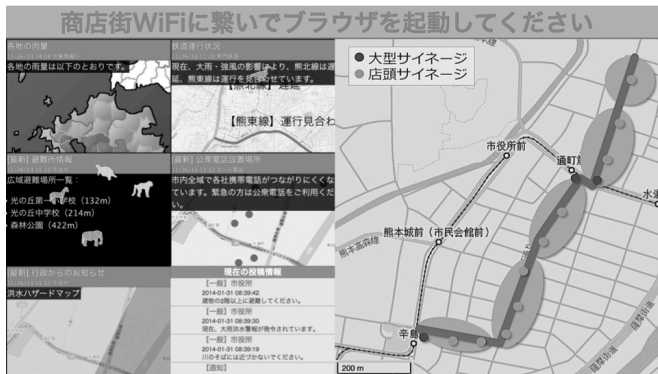 商店街WiFiに繋いでブラウザを起動してください
各地の雨量
各地の雨量は以下のとおりです。
鉄道運行状況
現在、大雨・強風の影響により、熊北線は遅
延、熊東線は運行を見合わせています。
【熊北線】遅延
【熊東線】運行見合わ
[最新] 避難所情報
広域避難場所一覧：
・光の丘第一小学校（132m）
・光の丘中学校（214m）
・森林公園（422m）
[最新] 公衆電話設置場所
市内全域で各社携帯電話がつながりにくくな
ています。緊急の方は公衆電話をご利用くだ
い。
[最新] 行政からのお知らせ
洪水ハザードマップ
現在の投稿情報
【一般】市役所
2014-01-31 08:39:42
建物の2階以上に避難してください。
【一般】市役所
2014-01-31 08:39:30
現在、大雨洪水警報が発令されています。
【一般】市役所
2014-01-31 08:39:19
川のそばには近づかないでください。
【通知】
大型サイネージ
店頭サイネージ
市役所前
通町筋
水道
熊本城前（市民会館前）
熊本高森線
辛島
薩摩街道
薩摩街道
200 m